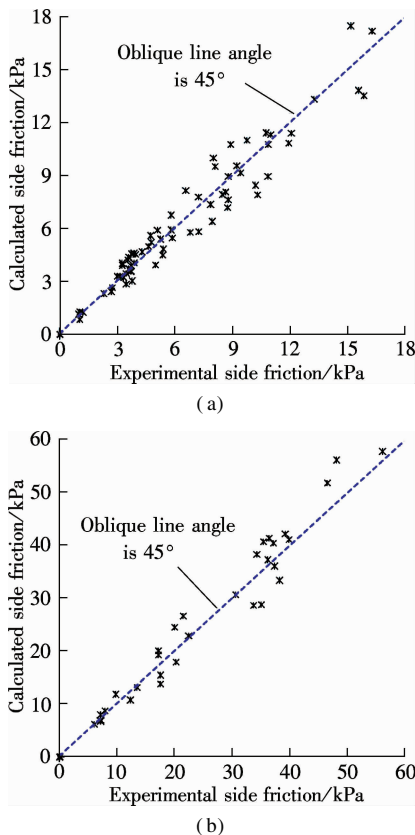 18
15
12
9
6
3
0
Calculated side friction/kPa
Oblique line angle
is 45°
0 3 6 9 12 15 18
Experimental side friction/kPa
(a)
60
50
40
30
20
10
0
Calculated side friction/kPa
Oblique line angle
is 45°
0 10 20 30 40 50 60
Experimental side friction/kPa
(b)